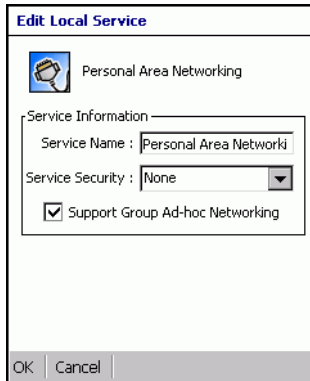 Edit Local Service
Personal Area Networking
Service Information
Service Name : Personal Area Networki
Service Security : None
Support Group Ad-hoc Networking
OK Cancel